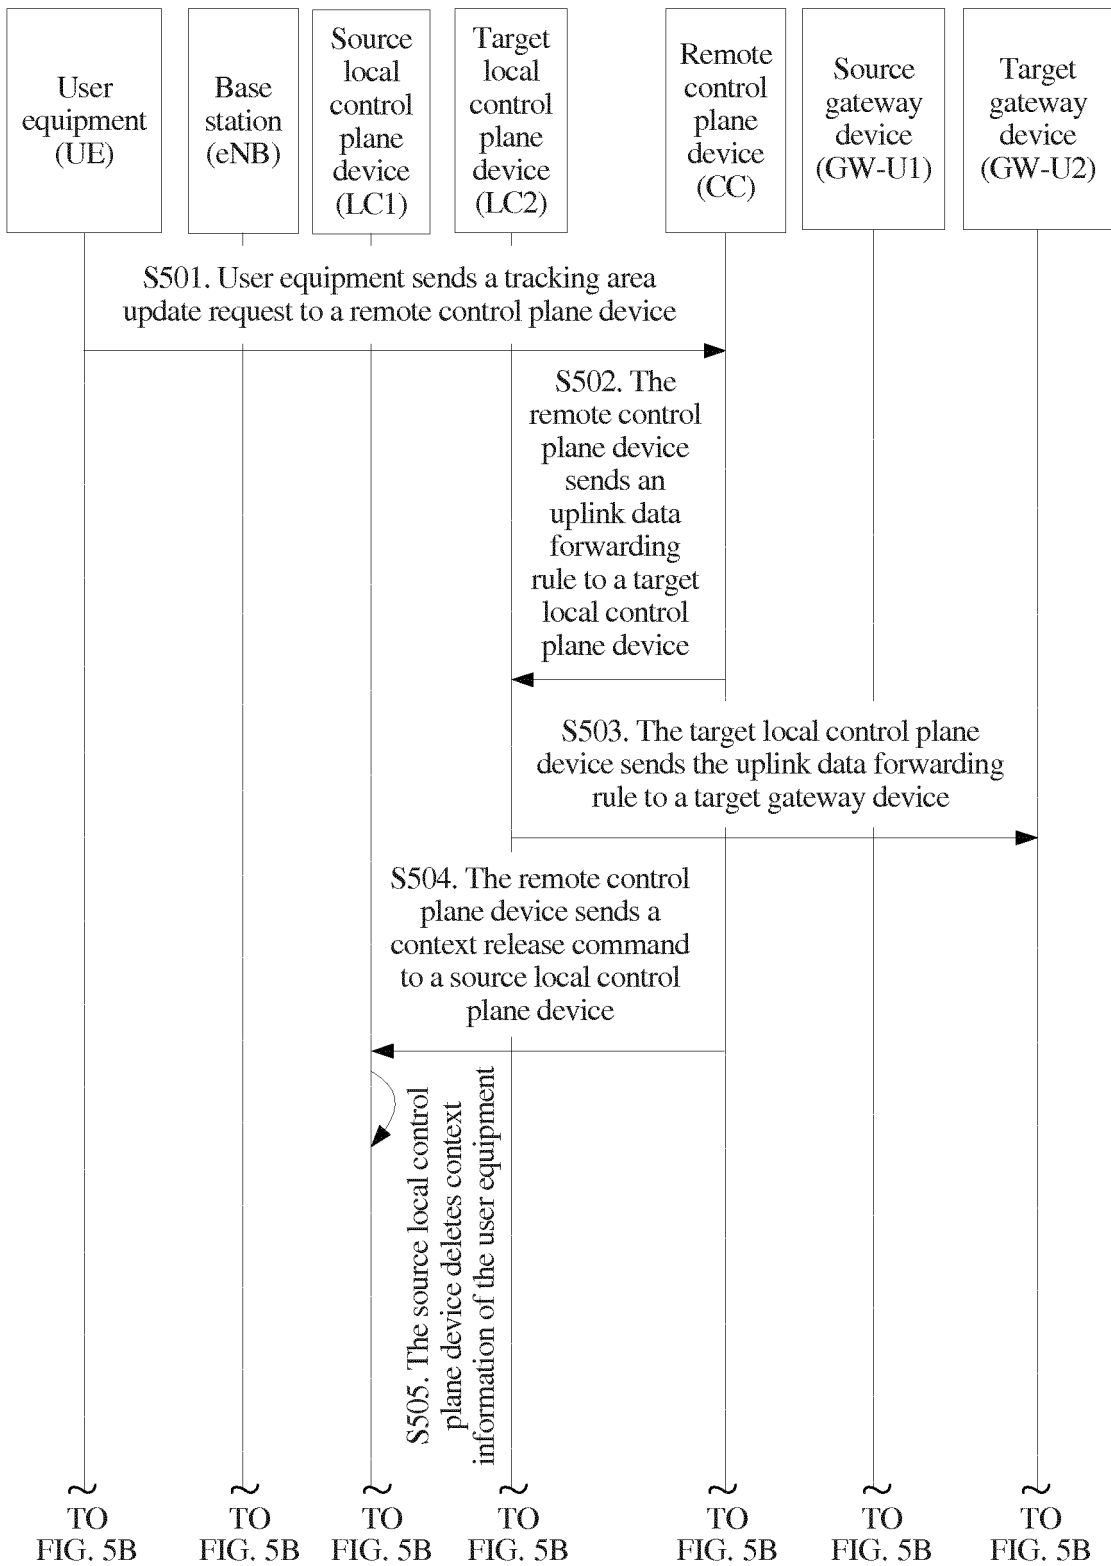 User
equipment
(UE)
Base
station
(eNB)
Source
local
control
plane
device
(LC1)
Target
local
control
plane
device
(LC2)
Remote
control
plane
device
(CC)
Source
gateway
device
(GW-U1)
Target
gateway
device
(GW-U2)
S501. User equipment sends a tracking area
update request to a remote control plane device
S502. The
remote control
plane device
sends an
uplink data
forwarding
rule to a target
local control
plane device
S503. The target local control plane
device sends the uplink data forwarding
rule to a target gateway device
S504. The remote control
plane device sends a
context release command
to a source local control
plane device
S505. The source local control
plane device deletes context
information of the user equipment
TO
FIG. 5B
TO
FIG. 5B
TO
FIG. 5B
TO
FIG. 5B
TO
FIG. 5B
TO
FIG. 5B
TO
FIG. 5B